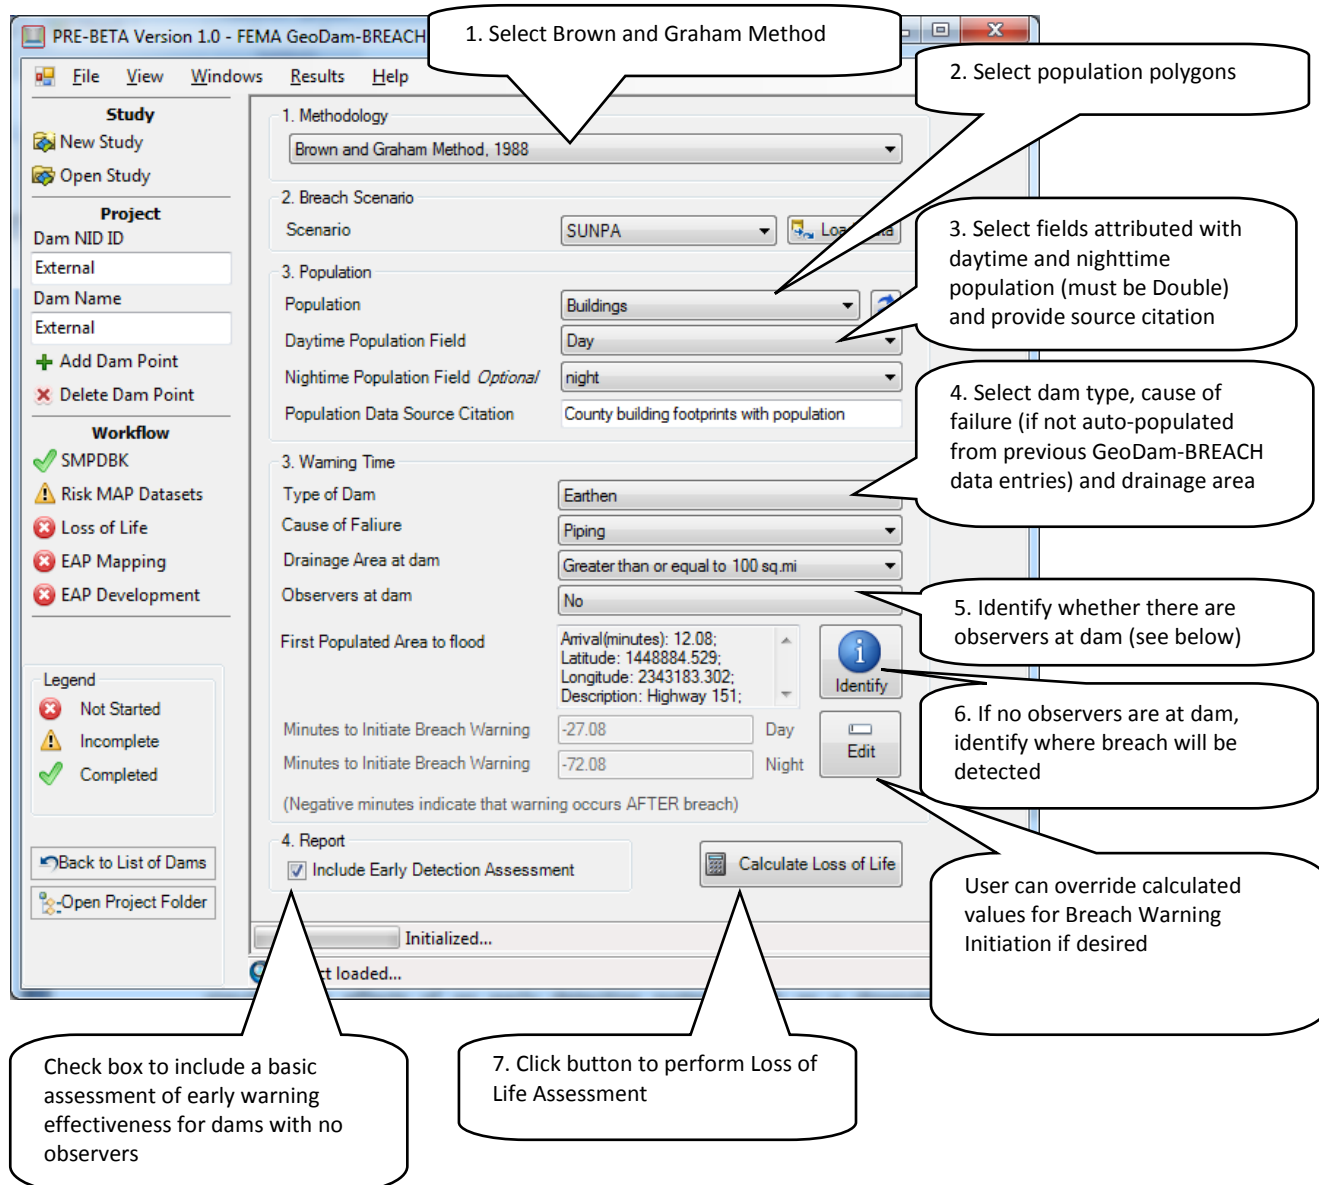 PRE-BETA Version 1.0 - FEMA GeoDam-BREACH
1. Select Brown and Graham Method
File View Windows Results Help
2. Select population polygons
Study
New Study
Open Study
Project
Dam NID ID
External
Dam Name
External
Add Dam Point
Delete Dam Point
Workflow
SMPDBK
Risk MAP Datasets
Loss of Life
EAP Mapping
EAP Development
Legend
Not Started
Incomplete
Completed
Back to List of Dams
Open Project Folder
1. Methodology
Brown and Graham Method, 1988
2. Breach Scenario
Scenario
SUNPA
3. Population
Population
Buildings
Daytime Population Field
Day
Nightime Population Field Optional
night
Population Data Source Citation
County building footprints with population
3. Warning Time
Type of Dam
Earthen
Cause of Faliure
Piping
Drainage Area at dam
Greater than or equal to 100 sq.mi
Observers at dam
No
First Populated Area to flood
Arrival(minutes): 12.08;
Latitude: 1448884.529;
Longitude: 2343183.302;
Description: Highway 151;
Identify
Minutes to Initiate Breach Warning
-27.08
Day
Minutes to Initiate Breach Warning
-72.08
Night
Edit
(Negative minutes indicate that warning occurs AFTER breach)
4. Report
Include Early Detection Assessment
Calculate Loss of Life
Initialized...
loaded...
3. Select fields attributed with
daytime and nighttime
population (must be Double)
and provide source citation
4. Select dam type, cause of
failure (if not auto-populated
from previous GeoDam-BREACH
data entries) and drainage area
5. Identify whether there are
observers at dam (see below)
6. If no observers are at dam,
identify where breach will be
detected
User can override calculated
values for Breach Warning
Initiation if desired
Check box to include a basic
assessment of early warning
effectiveness for dams with no
observers
7. Click button to perform Loss of
Life Assessment